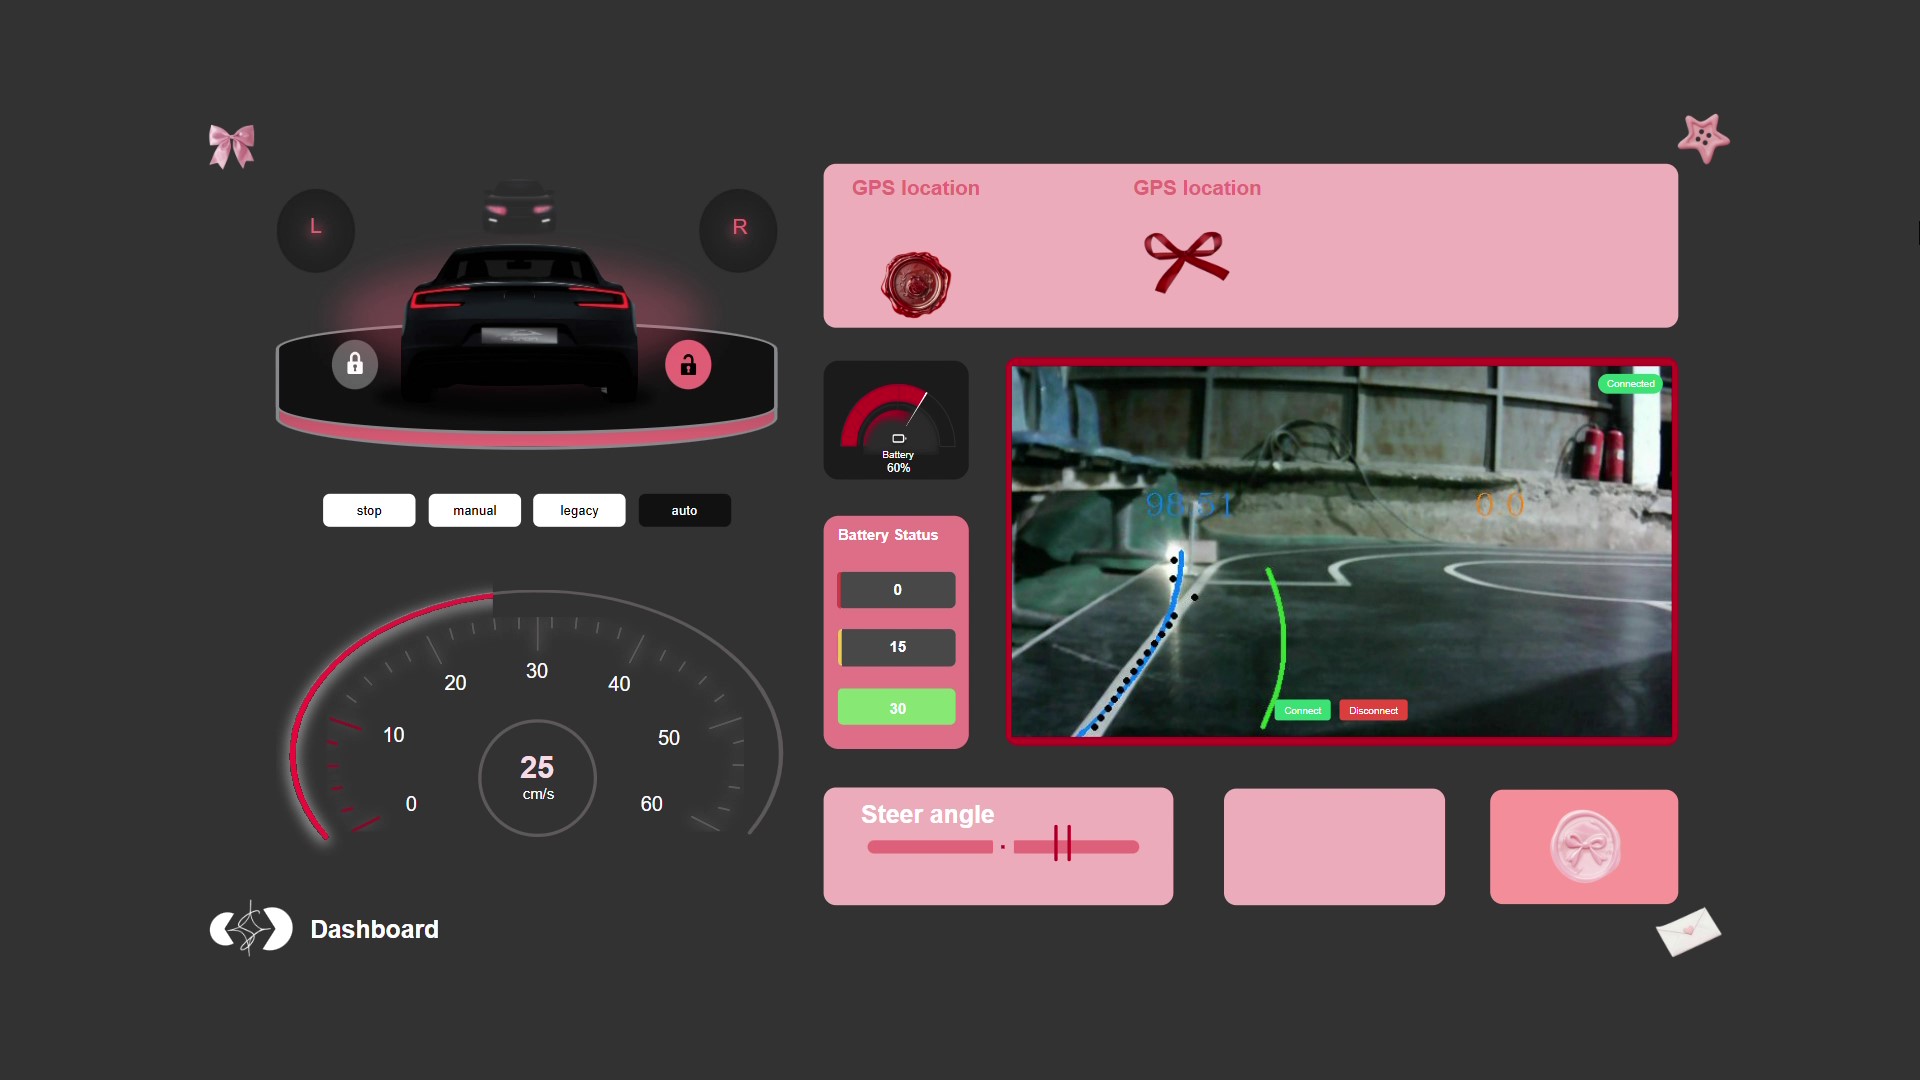 L
R
stop
manual
legacy
auto
20
30
40
10
50
0
60
25
cm/s
Dashboard
GPS location
GPS location
Battery
60%
Battery Status
0
15
30
Connected
98.51
0.0
Connect
Disconnect
Steer angle